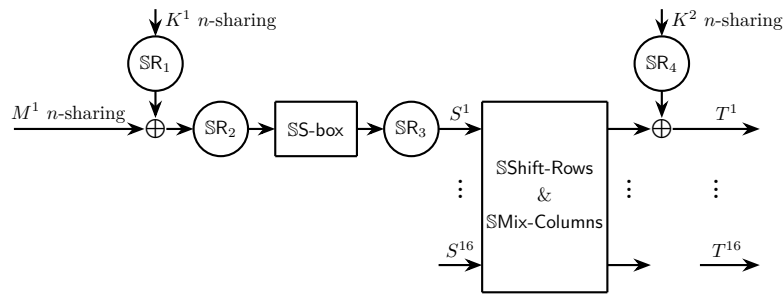 K¹ n-sharing
K² n-sharing
𝕊R₁
𝕊R₄
M¹ n-sharing
𝕊R₂
𝕊S-box
𝕊R₃
S¹
T¹
𝕊Shift-Rows
&
𝕊Mix-Columns
S¹⁶
T¹⁶